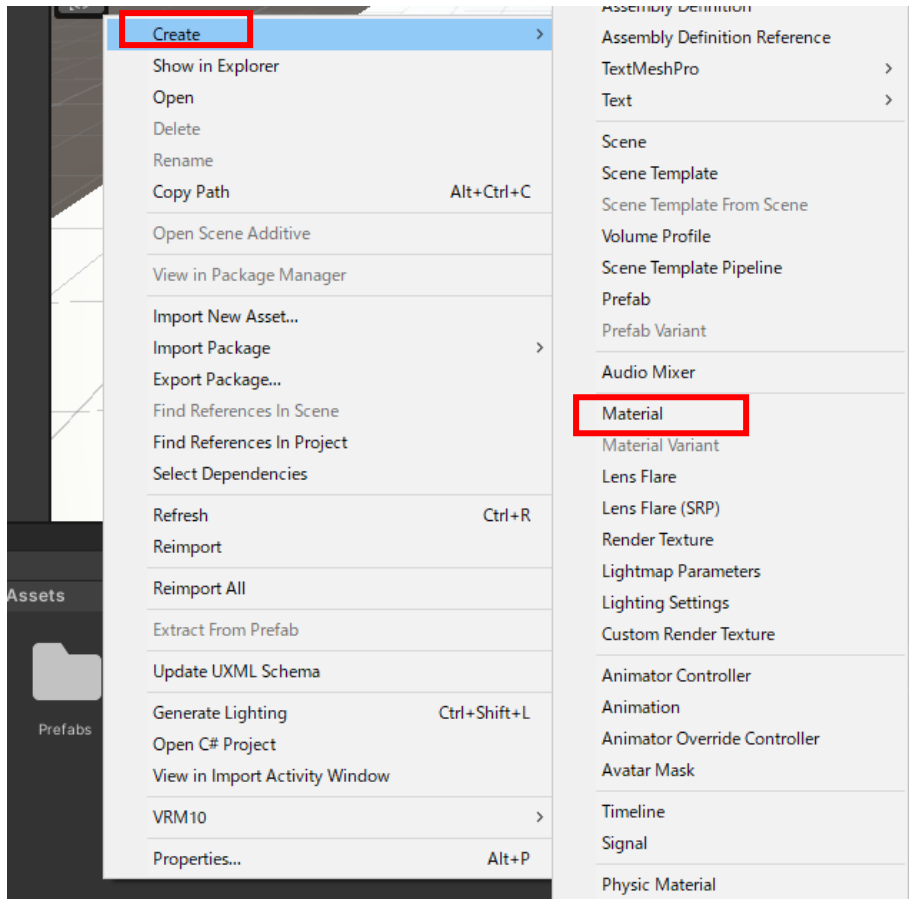 Create
Show in Explorer
Open
Delete
Rename
Copy Path Alt+Ctrl+C
Open Scene Additive
View in Package Manager
Import New Asset...
Import Package
Export Package...
Find References In Scene
Find References In Project
Select Dependencies
Refresh Ctrl+R
Reimport
Reimport All
Extract From Prefab
Update UXML Schema
Generate Lighting Ctrl+Shift+L
Open C# Project
View in Import Activity Window
VRM10
Properties... Alt+P
Assembly Definition
Assembly Definition Reference
TextMeshPro
Text
Scene
Scene Template
Scene Template From Scene
Volume Profile
Scene Template Pipeline
Prefab
Prefab Variant
Audio Mixer
Material
Material Variant
Lens Flare
Lens Flare (SRP)
Render Texture
Lightmap Parameters
Lighting Settings
Custom Render Texture
Animator Controller
Animation
Animator Override Controller
Avatar Mask
Timeline
Signal
Physic Material
Assets
Prefabs